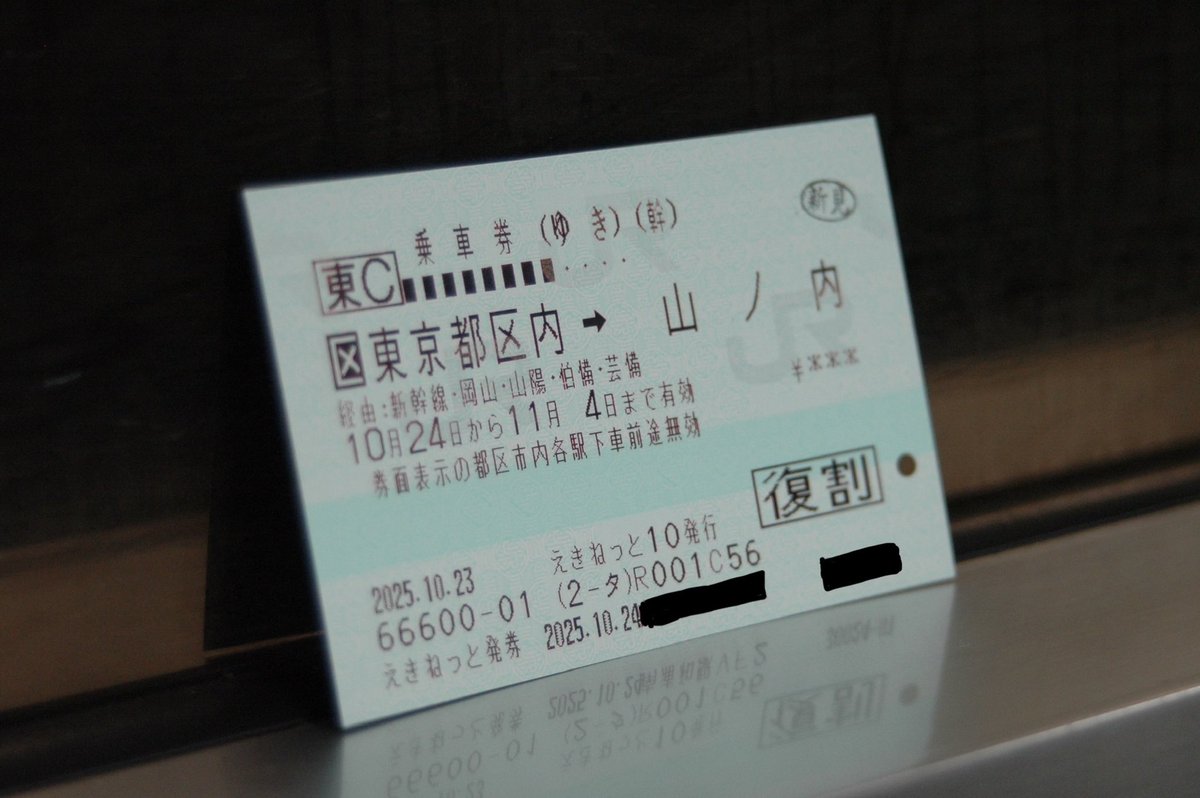 乗車券 (ゆき) (幹)
新見
東C
区 東京都区内 → 山ノ内
経由:新幹線・岡山・山陽・伯備・芸備
¥***
10月24日から11月 4日まで有効
券面表示の都区市内各駅下車前途無効
復割
2025.10.23 えきねっと10発行
66600-01 (2-タ)R001C56
えきねっと発券 2025.10.24